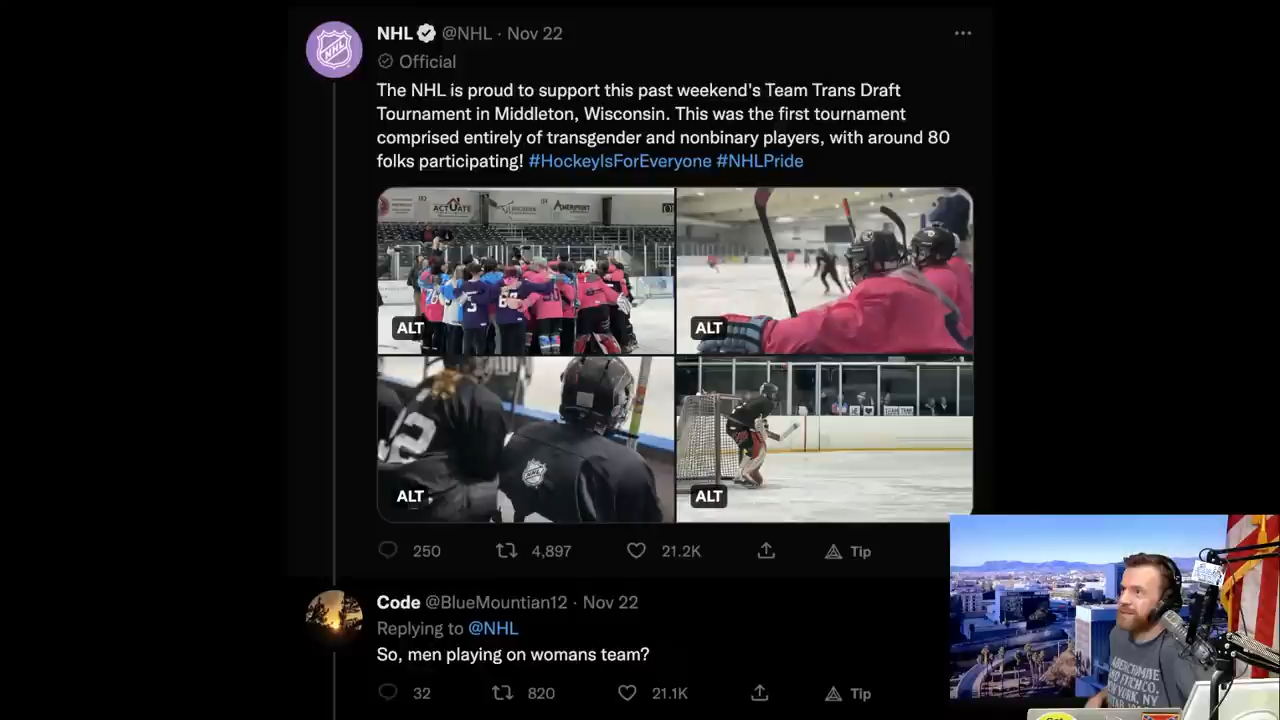 NHL @NHL · Nov 22
Official
The NHL is proud to support this past weekend's Team Trans Draft
Tournament in Middleton, Wisconsin. This was the first tournament
comprised entirely of transgender and nonbinary players, with around 80
folks participating! #HockeyIsForEveryone #NHLPride
ACTUATE
ALT
ALT
ALT
ALT
250 4,897 21.2K Tip
Code @BlueMountian12 · Nov 22
Replying to @NHL
So, men playing on womans team?
32 820 21.1K Tip